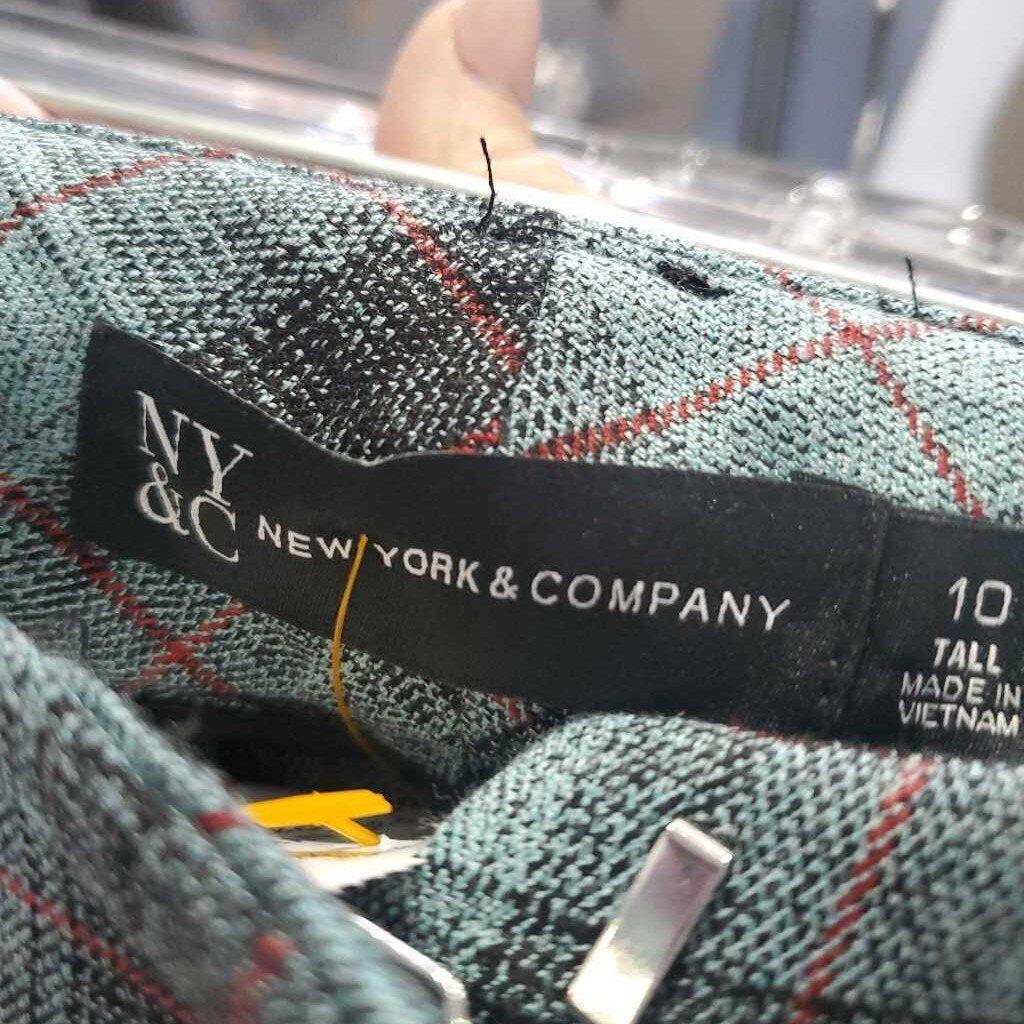 NY
&C
NEW YORK & COMPANY
10
TALL
MADE IN
VIETNAM